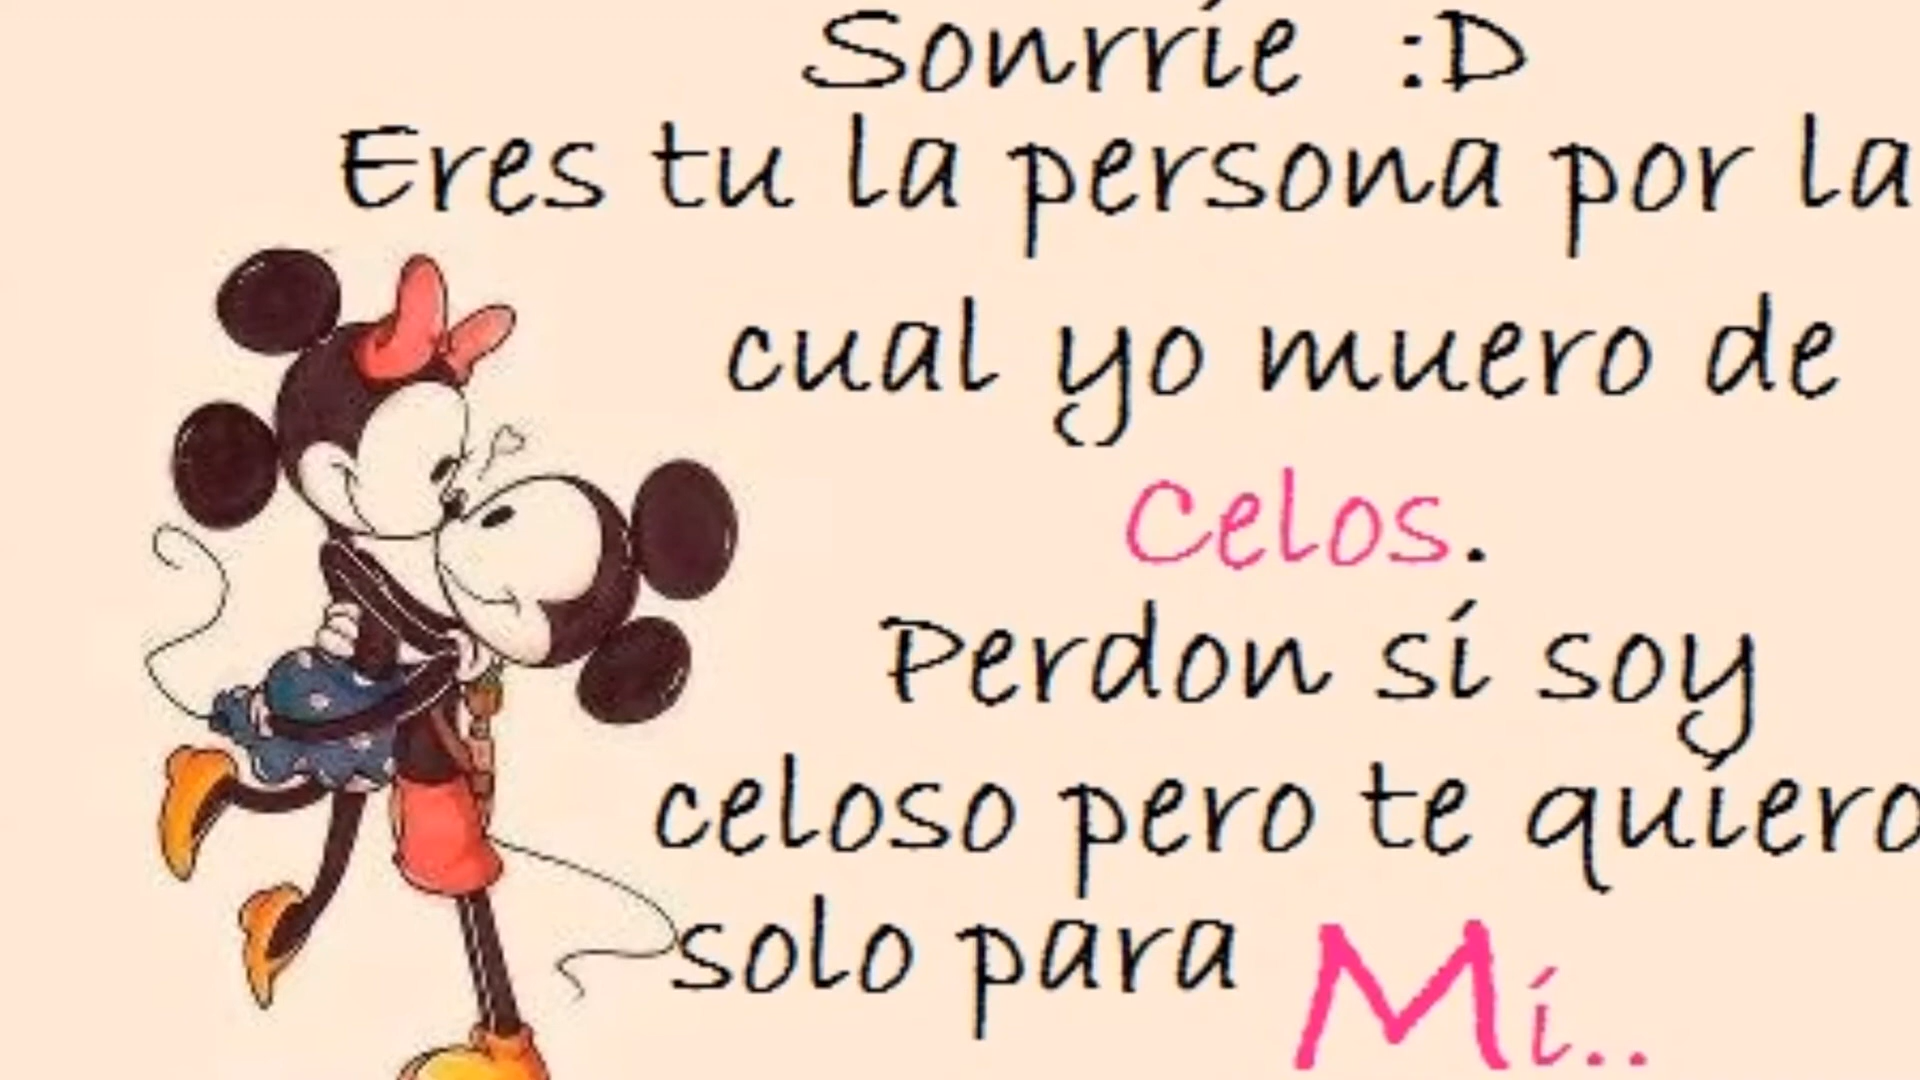 Sonrríe :D
Eres tu la persona por la
cual yo muero de
Celos.
Perdon sí soy
celoso pero te quiero
solo para Mí..